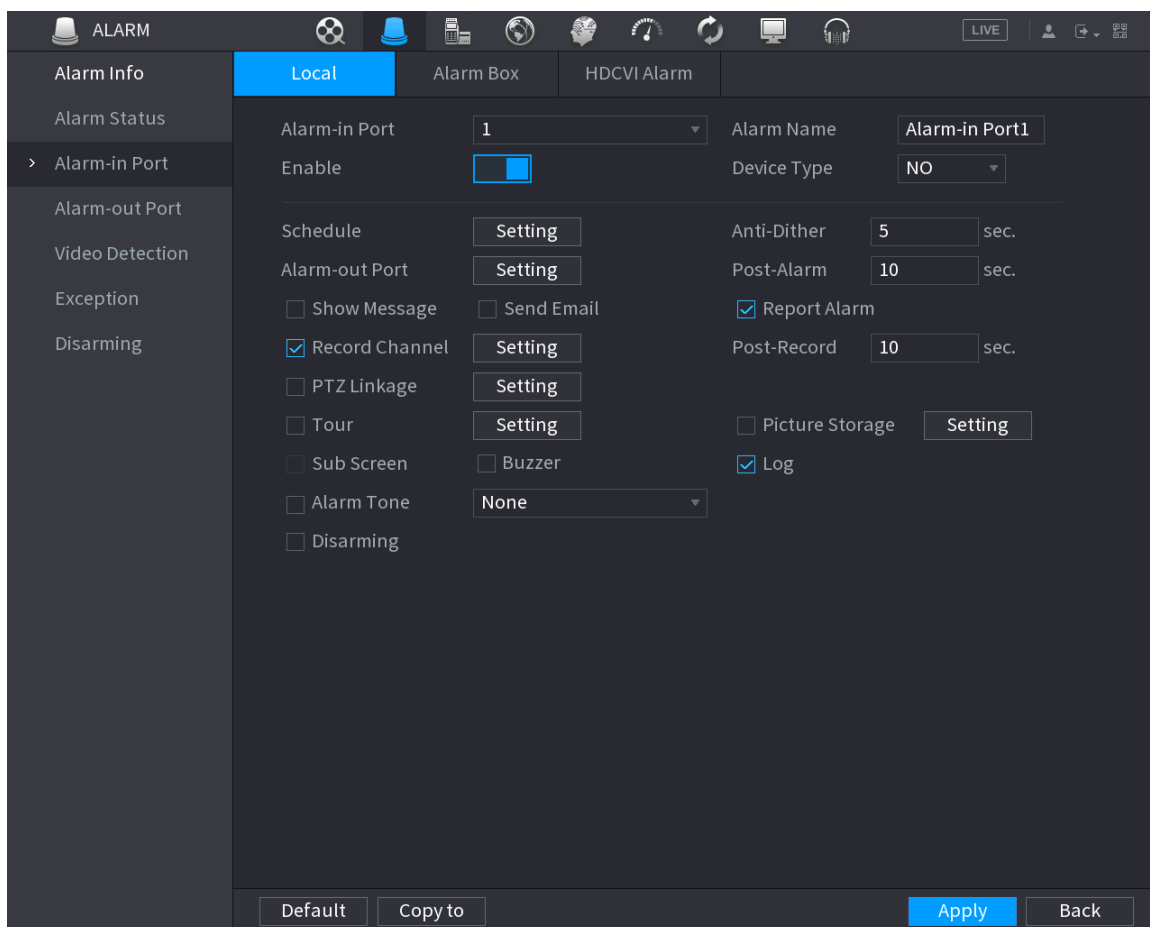 ALARM
LIVE
Alarm Info
Alarm Status
> Alarm-in Port
Alarm-out Port
Video Detection
Exception
Disarming
Local Alarm Box HDCVI Alarm
Alarm-in Port 1 Alarm Name Alarm-in Port1
Enable Device Type NO
Schedule Setting Anti-Dither 5 sec.
Alarm-out Port Setting Post-Alarm 10 sec.
Show Message Send Email Report Alarm
Record Channel Setting Post-Record 10 sec.
PTZ Linkage Setting
Tour Setting Picture Storage Setting
Sub Screen Buzzer Log
Alarm Tone None
Disarming
Default Copy to Apply Back